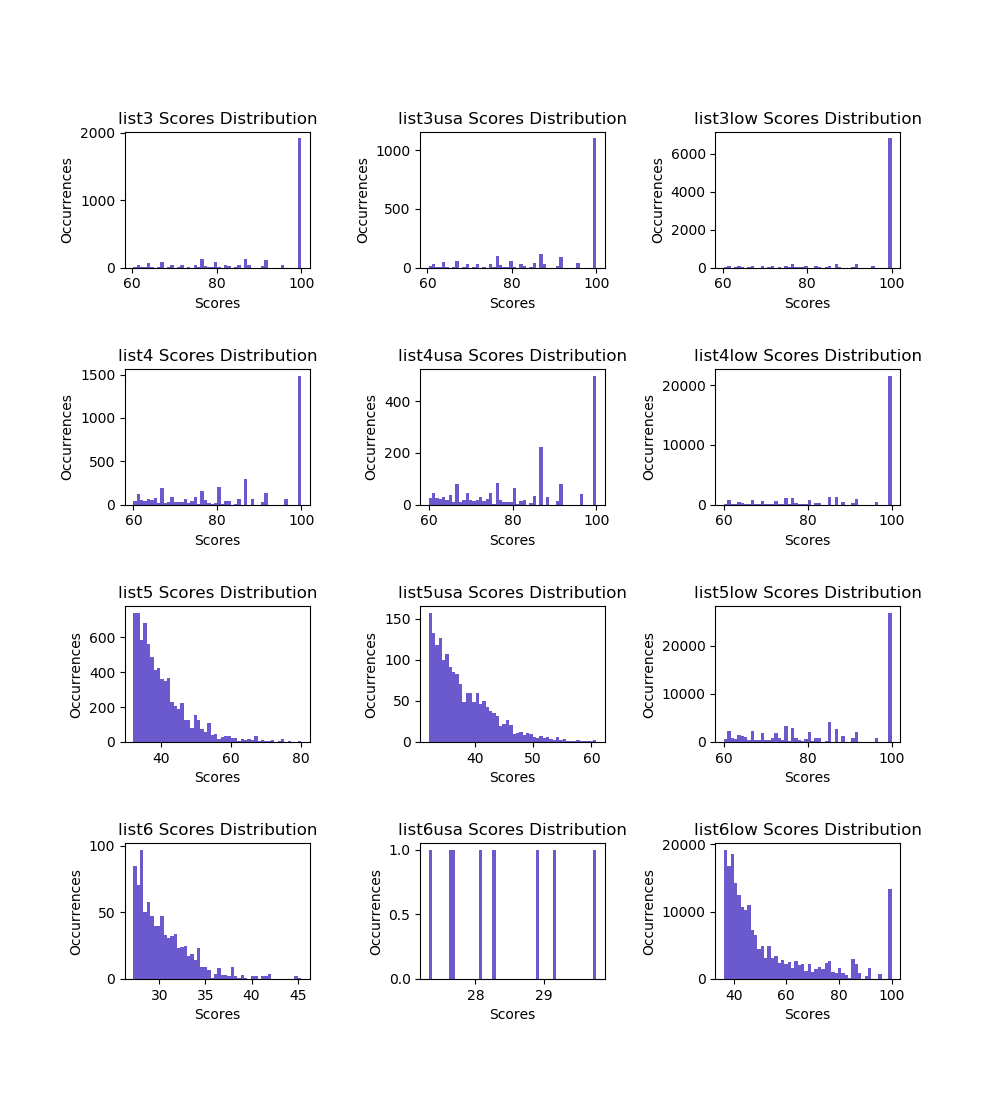 list3 Scores Distribution
2000
1000
0
Occurrences
60 80 100
Scores
list3usa Scores Distribution
1000
500
0
Occurrences
60 80 100
Scores
list3low Scores Distribution
6000
4000
2000
0
Occurrences
60 80 100
Scores
list4 Scores Distribution
1500
1000
500
0
Occurrences
60 80 100
Scores
list4usa Scores Distribution
400
200
0
Occurrences
60 80 100
Scores
list4low Scores Distribution
20000
10000
0
Occurrences
60 80 100
Scores
list5 Scores Distribution
600
400
200
0
Occurrences
40 60 80
Scores
list5usa Scores Distribution
150
100
50
0
Occurrences
40 50 60
Scores
list5low Scores Distribution
20000
10000
0
Occurrences
60 80 100
Scores
list6 Scores Distribution
100
50
0
Occurrences
30 35 40 45
Scores
list6usa Scores Distribution
1.0
0.5
0.0
Occurrences
28 29
Scores
list6low Scores Distribution
20000
10000
0
Occurrences
40 60 80 100
Scores